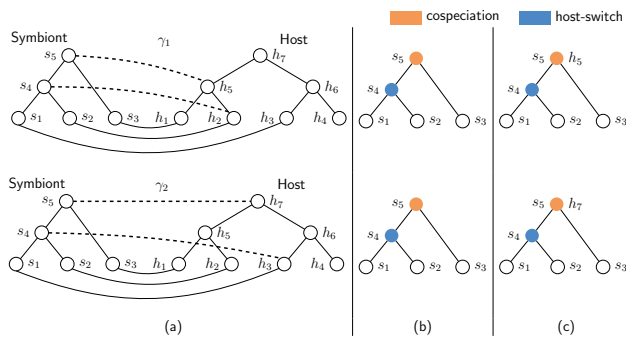 cospeciation host-switch
Symbiont γ1 Host
s5 h7 s5 s5 h5
s4 h5 h6 s4 s4
s1 s2 s3 h1 h2 h3 h4 s1 s2 s3 s1 s2 s3
Symbiont γ2 Host
s5 h7 s5 s5 h7
s4 h5 h6 s4 s4
s1 s2 s3 h1 h2 h3 h4 s1 s2 s3 s1 s2 s3
(a) (b) (c)